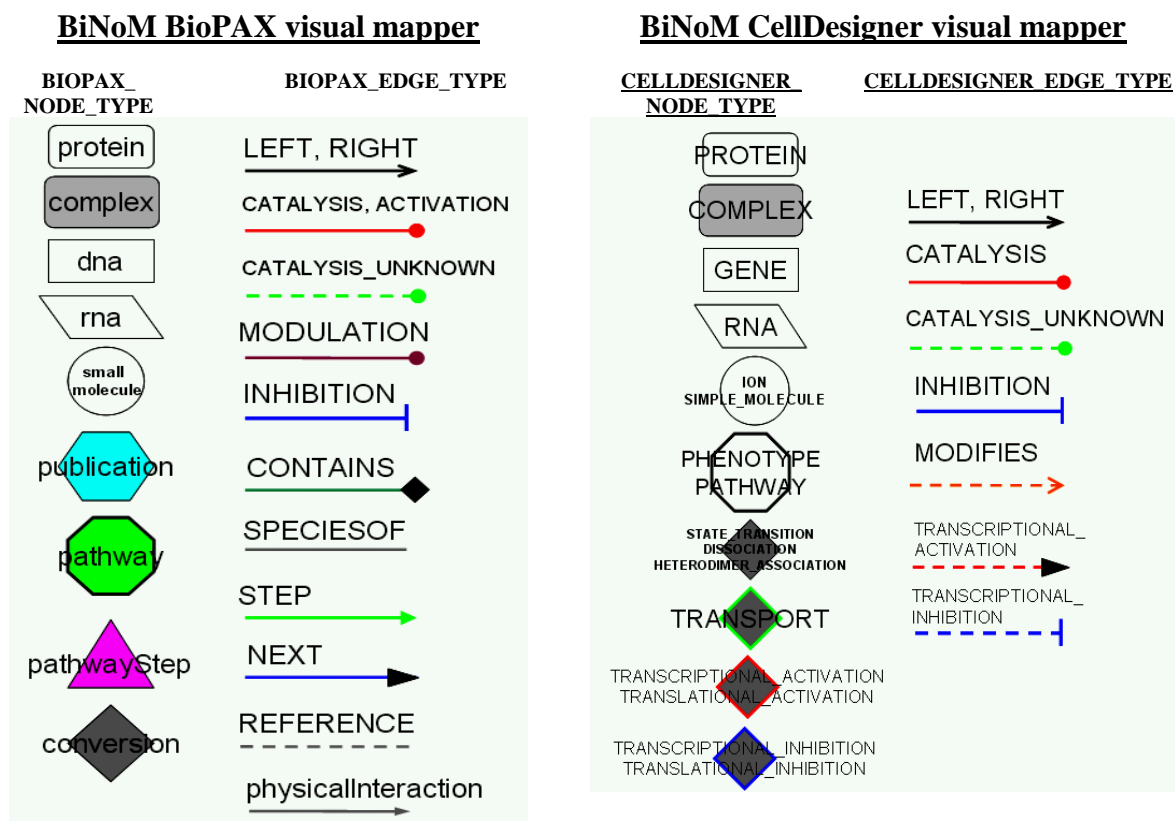 BiNoM BioPAX visual mapper
BIOPAX_
NODE_TYPE
BIOPAX_EDGE_TYPE
protein
complex
dna
rna
small
molecule
publication
pathway
pathwayStep
conversion
LEFT, RIGHT
CATALYSIS, ACTIVATION
CATALYSIS_UNKNOWN
MODULATION
INHIBITION
CONTAINS
SPECIESOF
STEP
NEXT
REFERENCE
physicalInteraction
BiNoM CellDesigner visual mapper
CELLDESIGNER_
NODE_TYPE
CELLDESIGNER_EDGE_TYPE
PROTEIN
COMPLEX
GENE
RNA
ION
SIMPLE_MOLECULE
PHENOTYPE
PATHWAY
STATE_TRANSITION
DISSOCIATION
HETERODIMER_ASSOCIATION
TRANSPORT
TRANSCRIPTIONAL_ACTIVATION
TRANSLATIONAL_ACTIVATION
TRANSCRIPTIONAL_INHIBITION
TRANSLATIONAL_INHIBITION
LEFT, RIGHT
CATALYSIS
CATALYSIS_UNKNOWN
INHIBITION
MODIFIES
TRANSCRIPTIONAL_
ACTIVATION
TRANSCRIPTIONAL_
INHIBITION